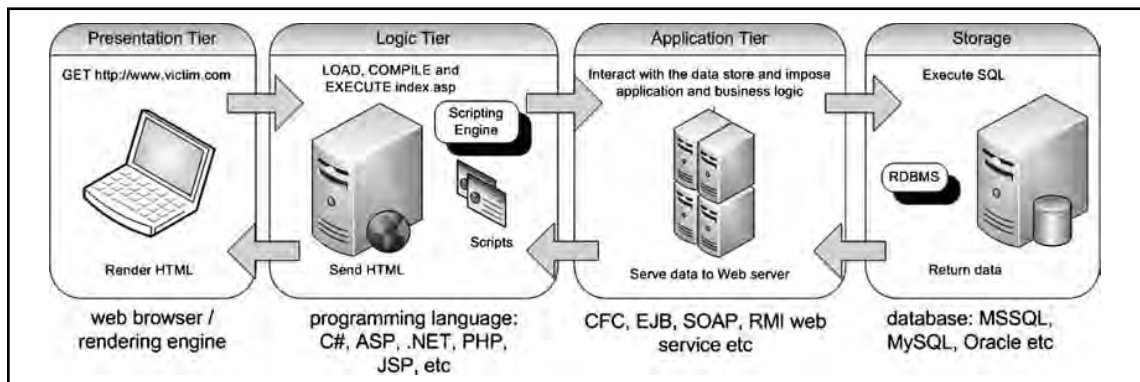 Presentation Tier
GET http://www.victim.com
Render HTML
web browser /
rendering engine
Logic Tier
LOAD, COMPILE and
EXECUTE index.asp
Scripting
Engine
Scripts
Send HTML
programming language:
C#, ASP, .NET, PHP,
JSP, etc
Application Tier
Interact with the data store and impose
application and business logic
Serve data to Web server
CFC, EJB, SOAP, RMI web
service etc
Storage
Execute SQL
RDBMS
Return data
database: MSSQL,
MySQL, Oracle etc